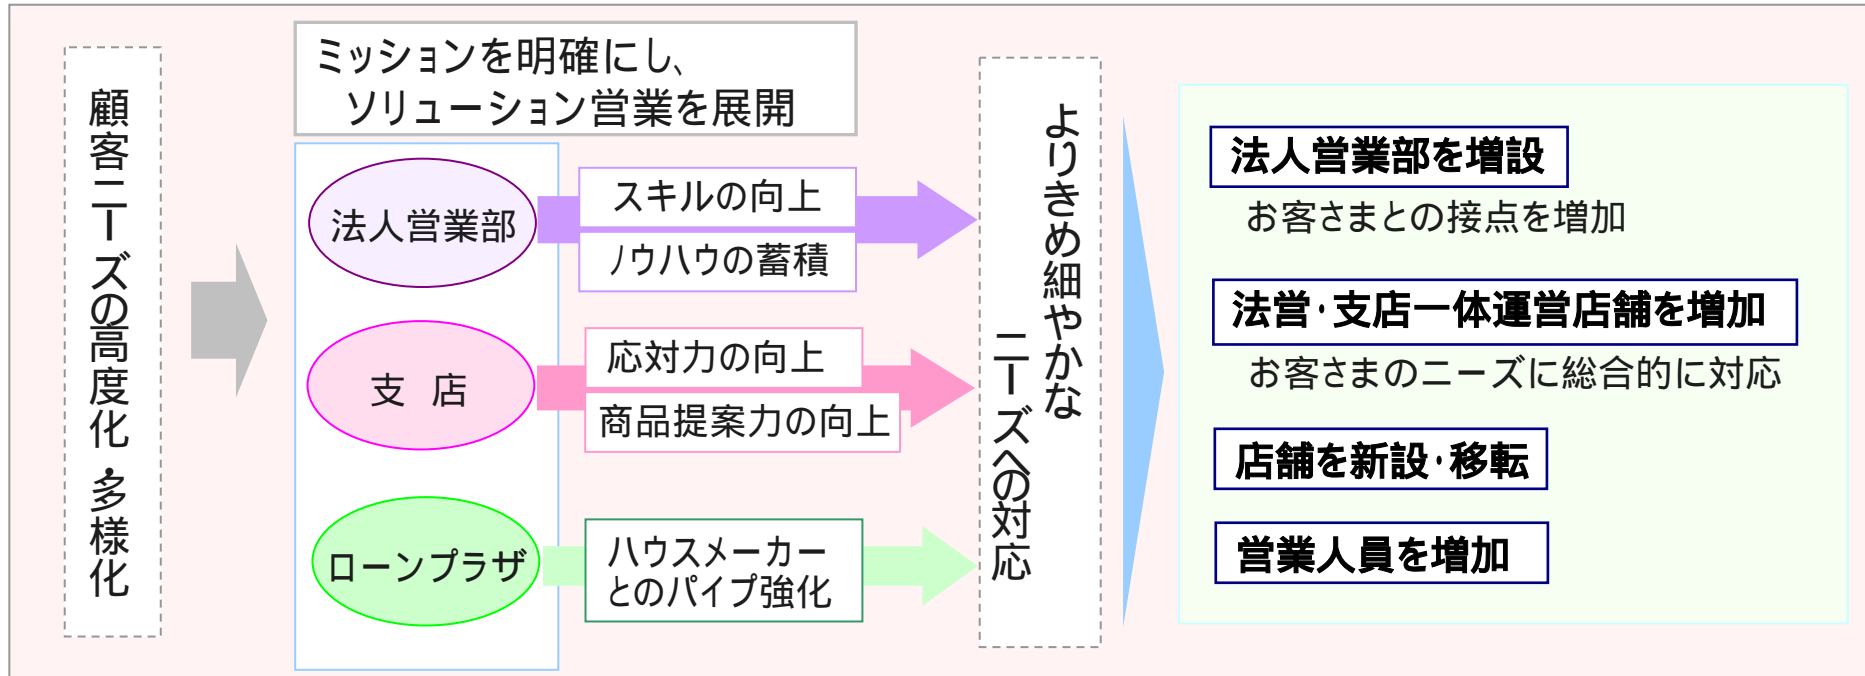 顧客ニーズの高度化・多様化
ミッションを明確にし、
ソリューション営業を展開
法人営業部
スキルの向上
ノウハウの蓄積
支 店
応対力の向上
商品提案力の向上
ローンプラザ
ハウスメーカー
とのパイプ強化
よりきめ細やかな
ニーズへの対応
法人営業部を増設
お客さまとの接点を増加
法営・支店一体運営店舗を増加
お客さまのニーズに総合的に対応
店舗を新設・移転
営業人員を増加